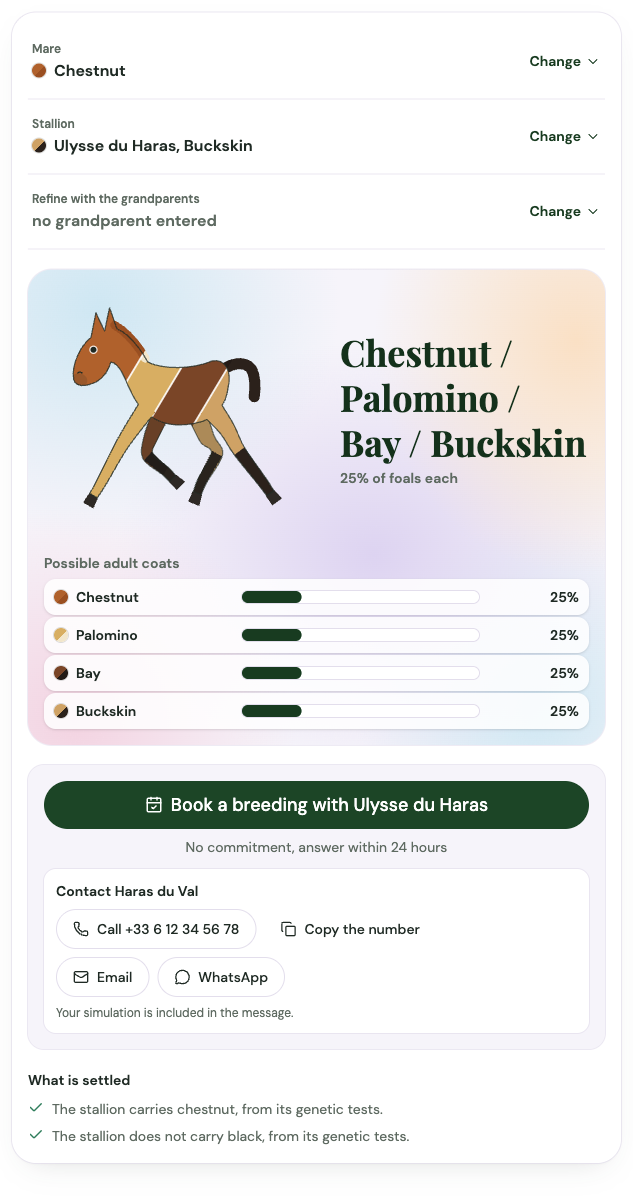 Mare
Chestnut
Change
Stallion
Ulysse du Haras, Buckskin
Change
Refine with the grandparents
no grandparent entered
Change
Chestnut /
Palomino /
Bay / Buckskin
25% of foals each
Possible adult coats
Chestnut 25%
Palomino 25%
Bay 25%
Buckskin 25%
Book a breeding with Ulysse du Haras
No commitment, answer within 24 hours
Contact Haras du Val
Call +33 6 12 34 56 78 Copy the number
Email WhatsApp
Your simulation is included in the message.
What is settled
The stallion carries chestnut, from its genetic tests.
The stallion does not carry black, from its genetic tests.